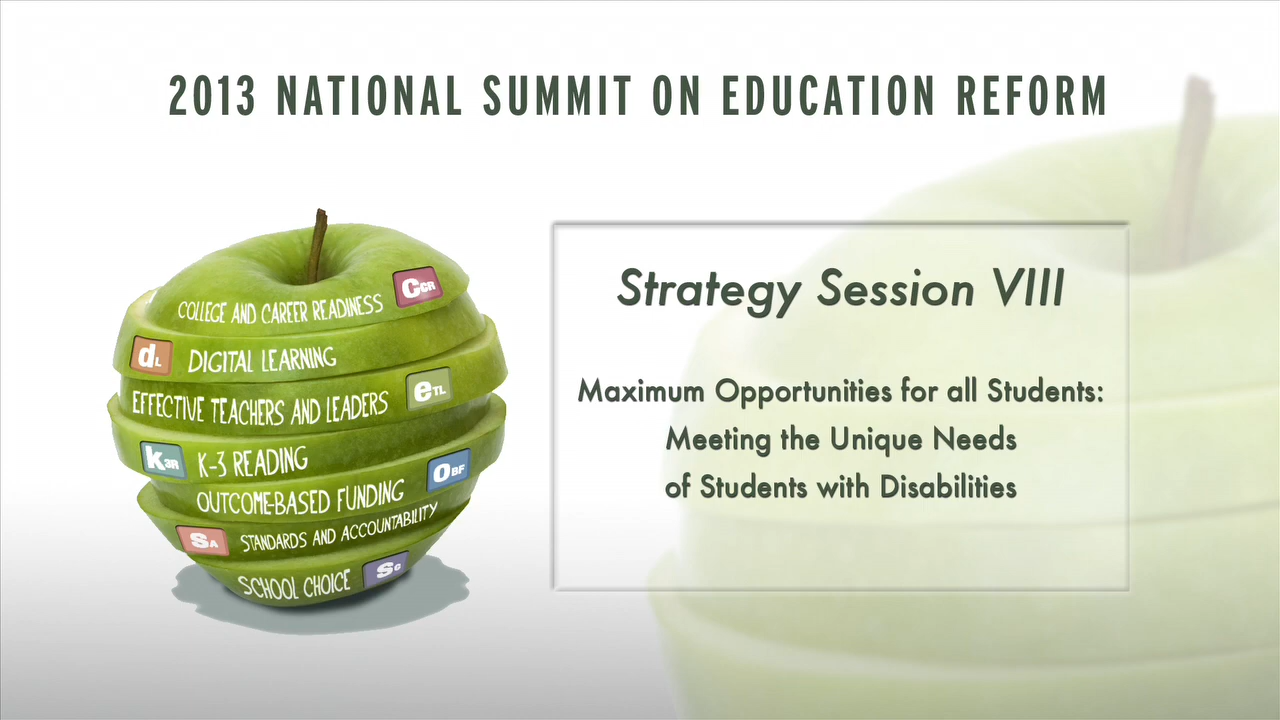 2013 NATIONAL SUMMIT ON EDUCATION REFORM
COLLEGE AND CAREER READINESS CCR
dL DIGITAL LEARNING
EFFECTIVE TEACHERS AND LEADERS eTL
K3R K-3 READING
OUTCOME-BASED FUNDING OBF
SA STANDARDS AND ACCOUNTABILITY
SCHOOL CHOICE SC
Strategy Session VIII
Maximum Opportunities for all Students:
Meeting the Unique Needs
of Students with Disabilities